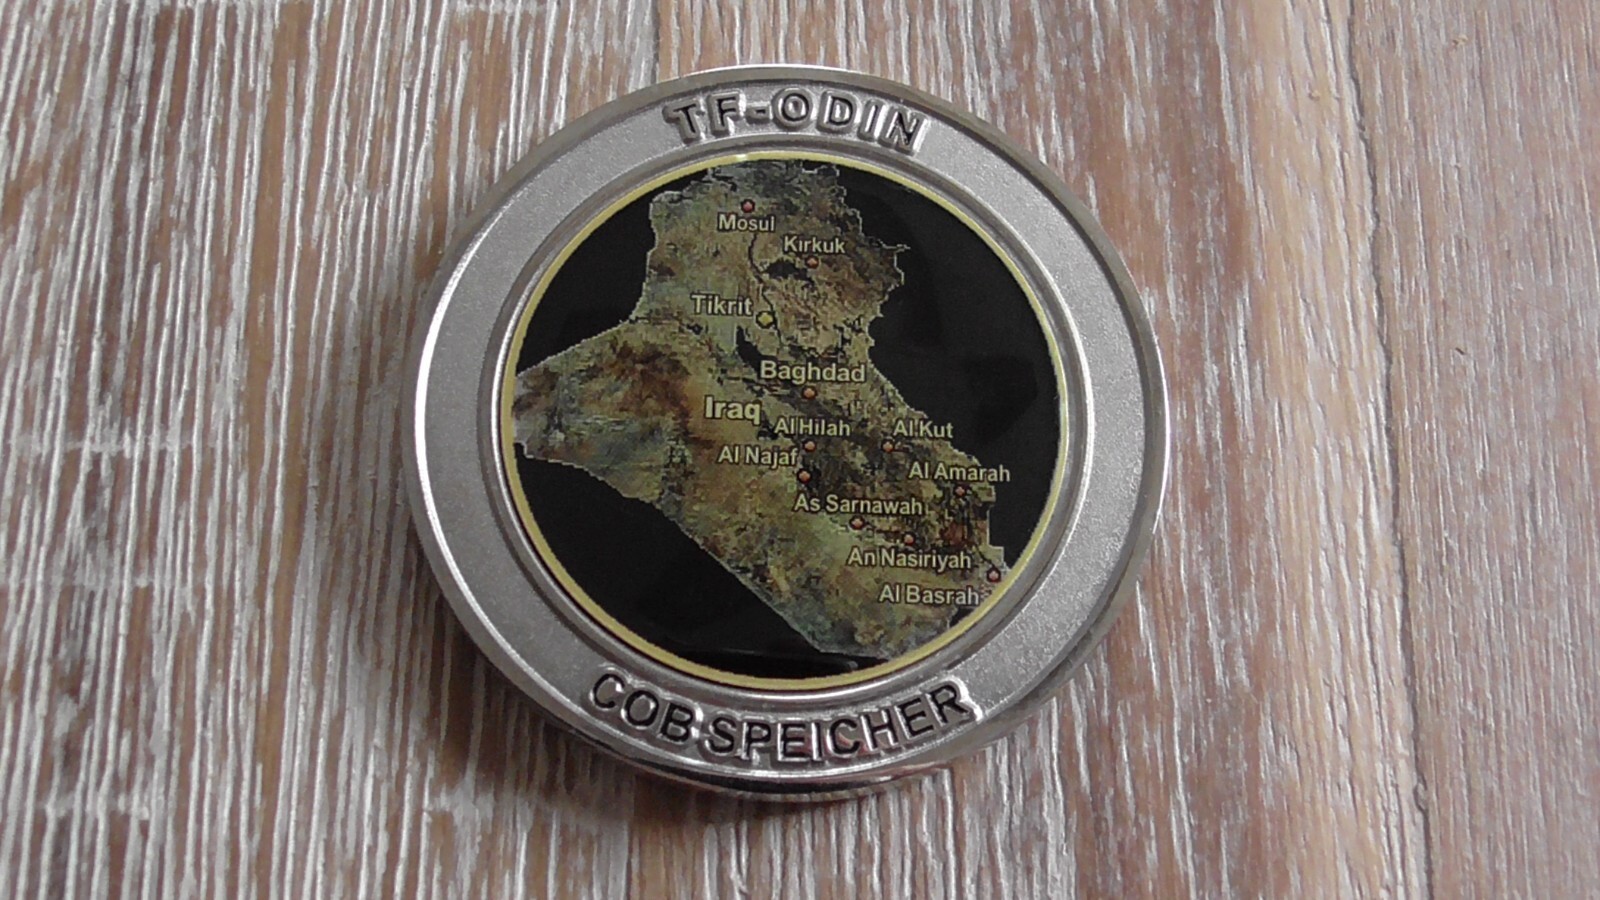 TF-ODIN
Mosul
Kirkuk
Tikrit
Baghdad
Iraq
Al Hilah
Al Kut
Al Najaf
Al Amarah
As Sarnawah
An Nasiriyah
Al Basrah
COB SPEICHER